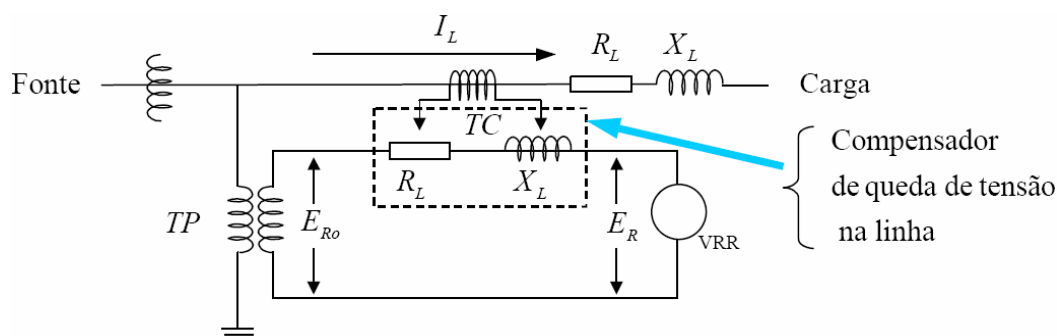 I_L
R_L
X_L
Fonte
Carga
TC
Compensador
de queda de tensão
na linha
R_L
X_L
TP
E_Ro
E_R
VRR